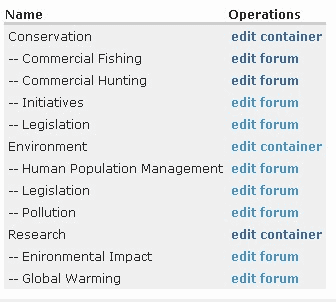 Name Operations
Conservation edit container
-- Commercial Fishing edit forum
-- Commercial Hunting edit forum
-- Initiatives edit forum
-- Legislation edit forum
Environment edit container
-- Human Population Management edit forum
-- Legislation edit forum
-- Pollution edit forum
Research edit container
-- Enironmental Impact edit forum
-- Global Warming edit forum